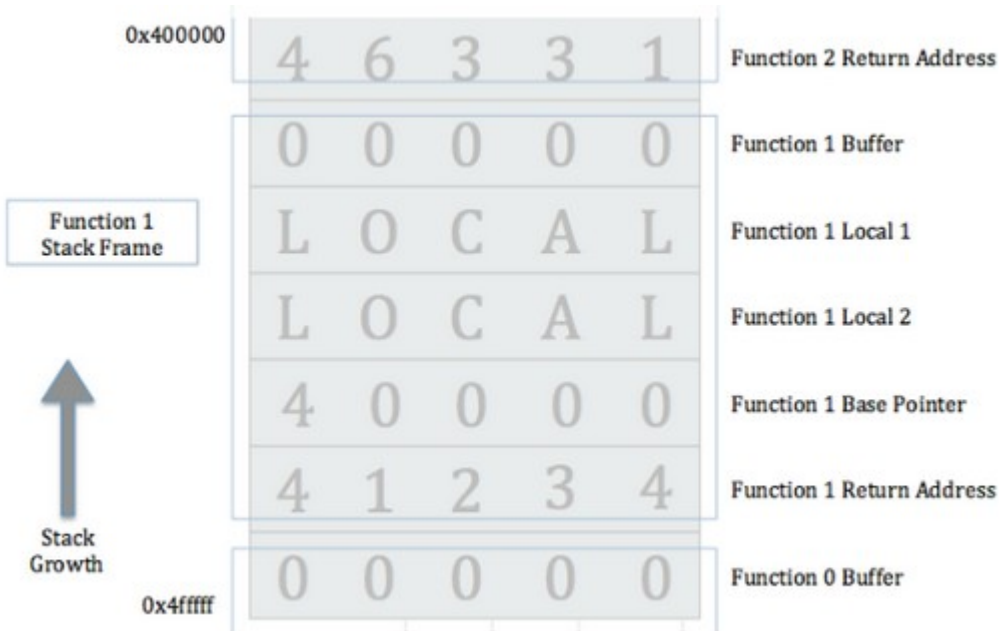 0x400000
4 6 3 3 1
Function 2 Return Address
0 0 0 0 0
Function 1 Buffer
Function 1
Stack Frame
L O C A L
Function 1 Local 1
L O C A L
Function 1 Local 2
4 0 0 0 0
Function 1 Base Pointer
4 1 2 3 4
Function 1 Return Address
Stack
Growth
0 0 0 0 0
Function 0 Buffer
0x4fffff